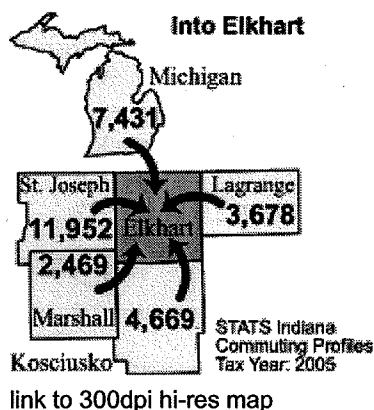 Into Elkhart
Michigan
7,431
St. Joseph
Lagrange
11,952
Elkhart
3,678
2,469
Marshall
4,669
Kosciusko
STATS Indiana
Commuting Profiles
Tax Year: 2005
link to 300dpi hi-res map